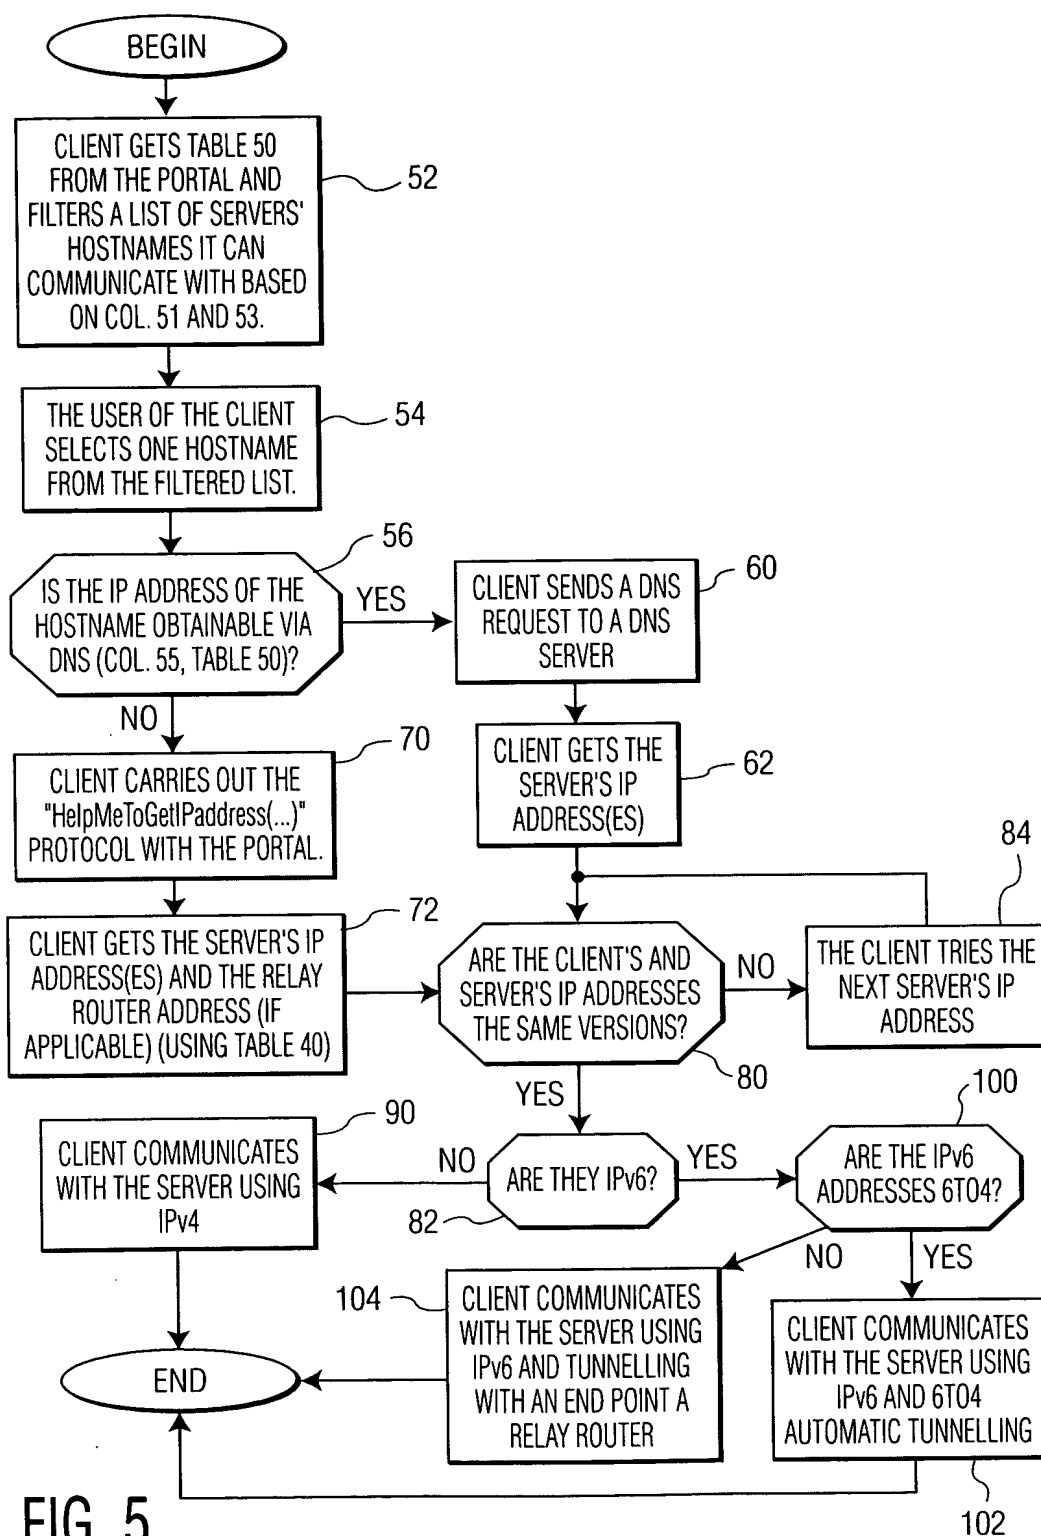 BEGIN
CLIENT GETS TABLE 50
FROM THE PORTAL AND
FILTERS A LIST OF SERVERS'
HOSTNAMES IT CAN
COMMUNICATE WITH BASED
ON COL. 51 AND 53.
52
THE USER OF THE CLIENT
SELECTS ONE HOSTNAME
FROM THE FILTERED LIST.
54
IS THE IP ADDRESS OF THE
HOSTNAME OBTAINABLE VIA
DNS (COL. 55, TABLE 50)?
56
YES
CLIENT SENDS A DNS
REQUEST TO A DNS
SERVER
60
NO
CLIENT CARRIES OUT THE
"HelpMeToGetIPaddress(...)"
PROTOCOL WITH THE PORTAL.
70
CLIENT GETS THE
SERVER'S IP
ADDRESS(ES)
62
CLIENT GETS THE SERVER'S IP
ADDRESS(ES) AND THE RELAY
ROUTER ADDRESS (IF
APPLICABLE) (USING TABLE 40)
72
ARE THE CLIENT'S AND
SERVER'S IP ADDRESSES
THE SAME VERSIONS?
80
NO
THE CLIENT TRIES THE
NEXT SERVER'S IP
ADDRESS
84
YES
ARE THEY IPv6?
82
NO
CLIENT COMMUNICATES
WITH THE SERVER USING
IPv4
90
YES
ARE THE IPv6
ADDRESSES 6TO4?
100
NO
YES
CLIENT COMMUNICATES
WITH THE SERVER USING
IPv6 AND TUNNELLING
WITH AN END POINT A
RELAY ROUTER
104
CLIENT COMMUNICATES
WITH THE SERVER USING
IPv6 AND 6TO4
AUTOMATIC TUNNELLING
102
END
FIG. 5